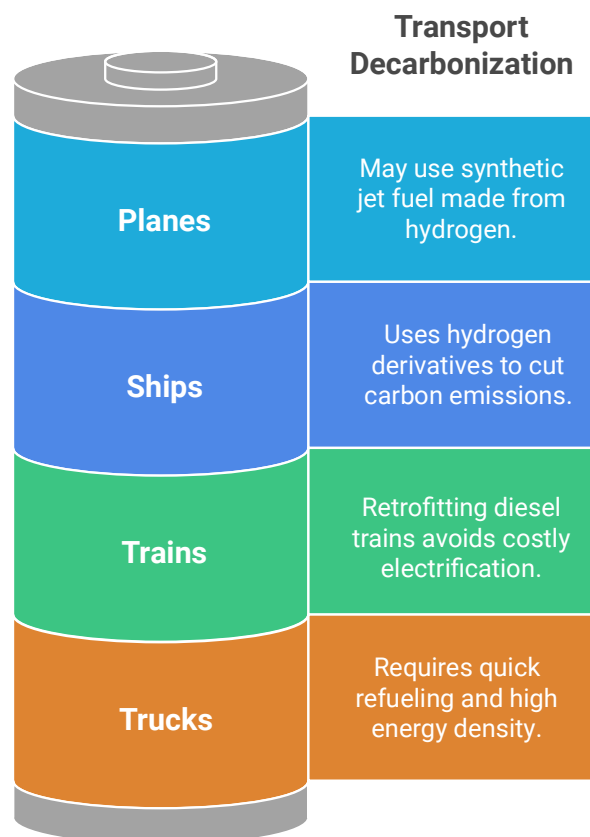 Transport
Decarbonization
Planes
May use synthetic
jet fuel made from
hydrogen.
Ships
Uses hydrogen
derivatives to cut
carbon emissions.
Trains
Retrofitting diesel
trains avoids costly
electrification.
Trucks
Requires quick
refueling and high
energy density.